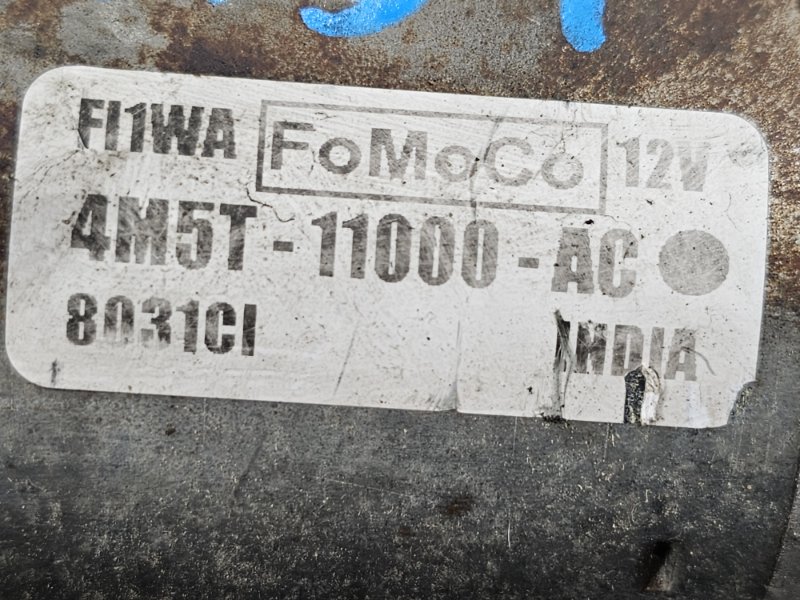 FI1WA FoMoCo 12V
4M5T-11000-AC
8031CI INDIA